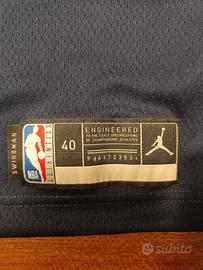 SWINGMAN
NBA
AUTHENTICS
40
ENGINEERED
TO THE EXACT SPECIFICATIONS
OF CHAMPIONSHIP ATHLETES
subito